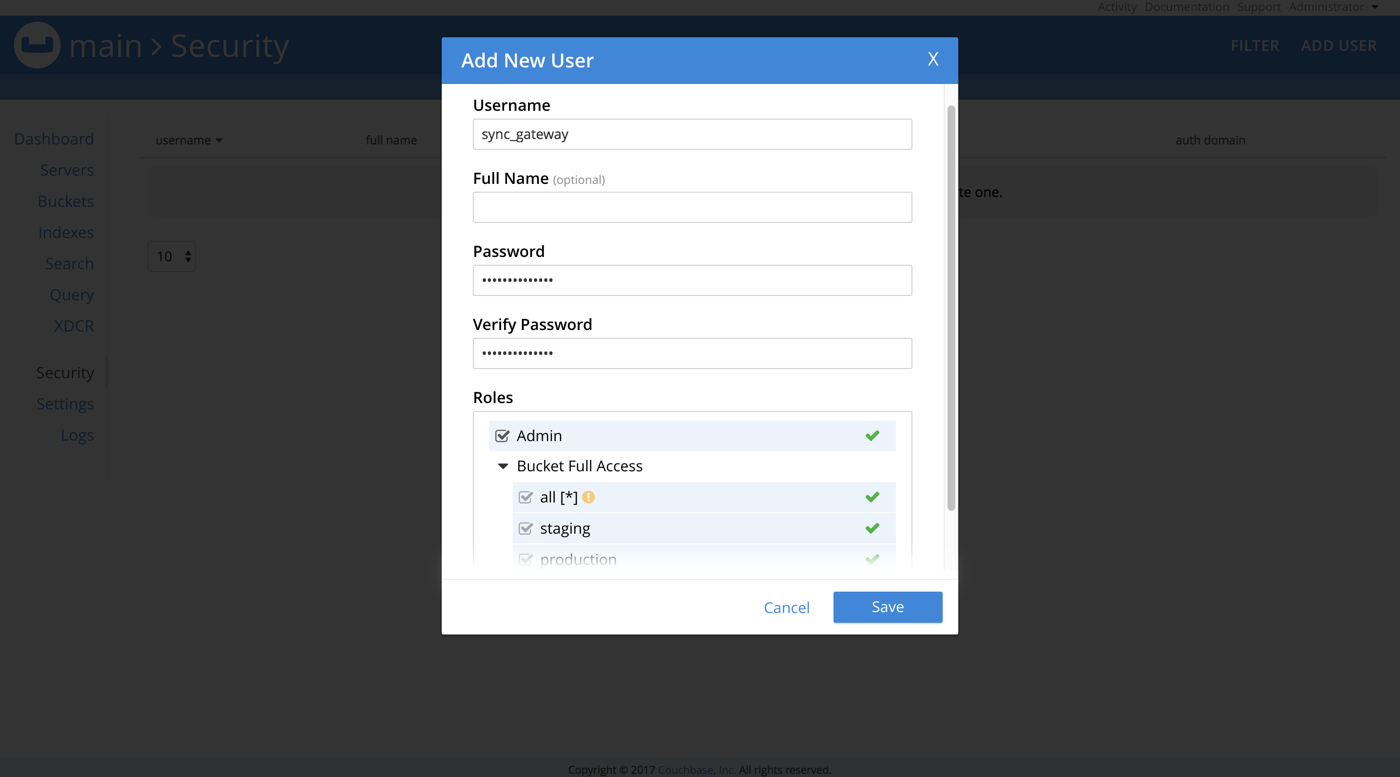 Activity Documentation Support Administrator
main > Security
FILTER ADD USER
Add New User
X
Dashboard
Servers
Buckets
Indexes
Search
Query
XDCR
Security
Settings
Logs
username
full name
auth domain
te one.
10
Username
sync_gateway
Full Name (optional)
Password
••••••••••••••
Verify Password
••••••••••••••
Roles
Admin
Bucket Full Access
all [*]
staging
production
Cancel
Save
Copyright © 2017 Couchbase, Inc. All rights reserved.